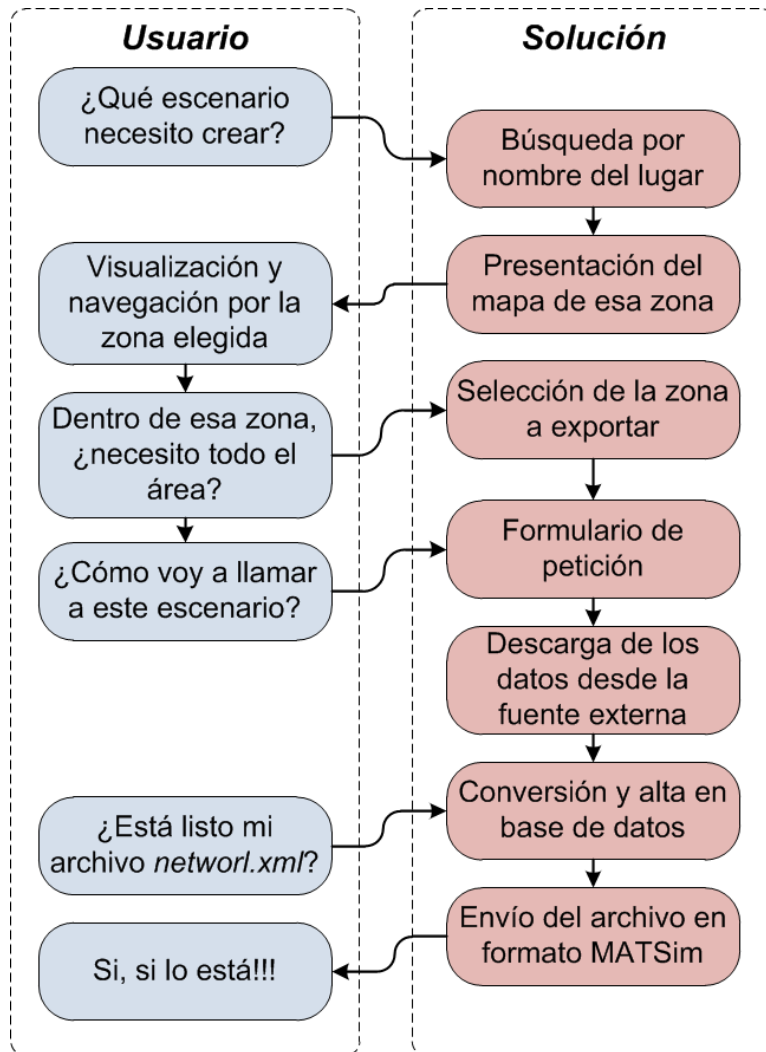 Usuario
¿Qué escenario
necesito crear?
Visualización y
navegación por la
zona elegida
Dentro de esa zona,
¿necesito todo el
área?
¿Cómo voy a llamar
a este escenario?
¿Está listo mi
archivo networl.xml?
Si, si lo está!!!
Solución
Búsqueda por
nombre del lugar
Presentación del
mapa de esa zona
Selección de la zona
a exportar
Formulario de
petición
Descarga de los
datos desde la
fuente externa
Conversión y alta en
base de datos
Envío del archivo en
formato MATSim